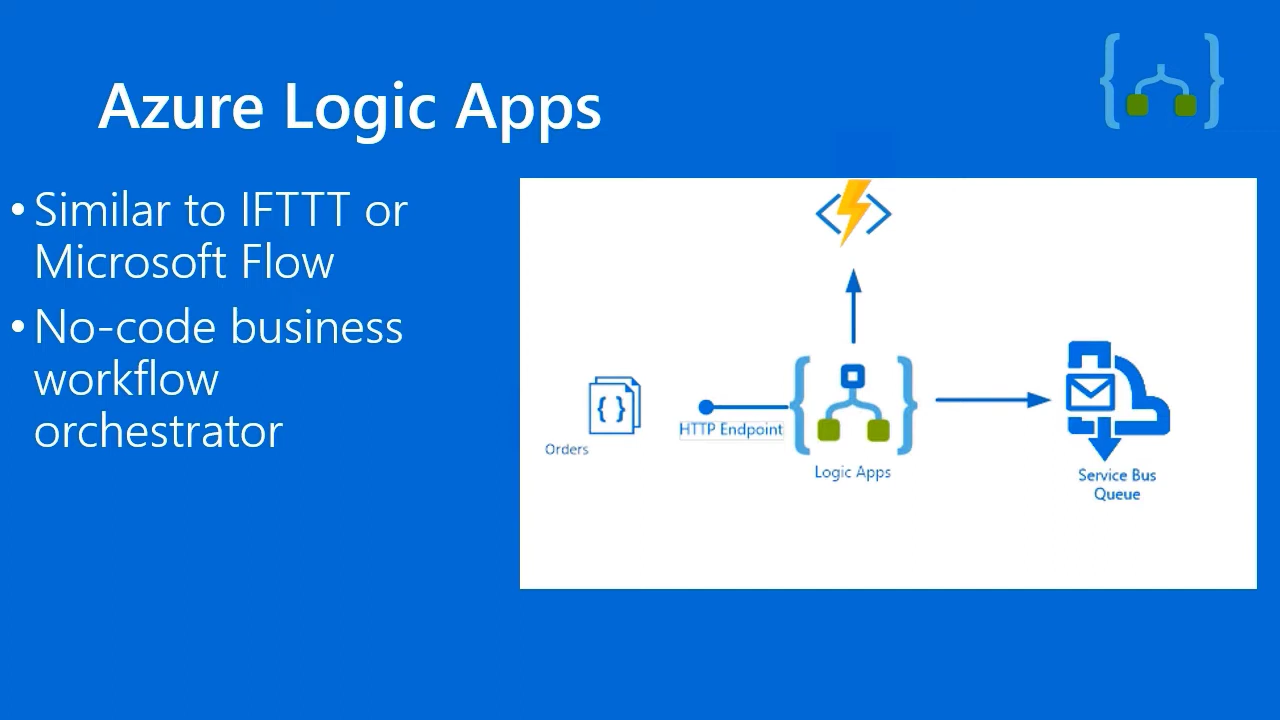 Azure Logic Apps
• Similar to IFTTT or
Microsoft Flow
• No-code business
workflow
orchestrator
Orders
HTTP Endpoint
Logic Apps
Service Bus
Queue